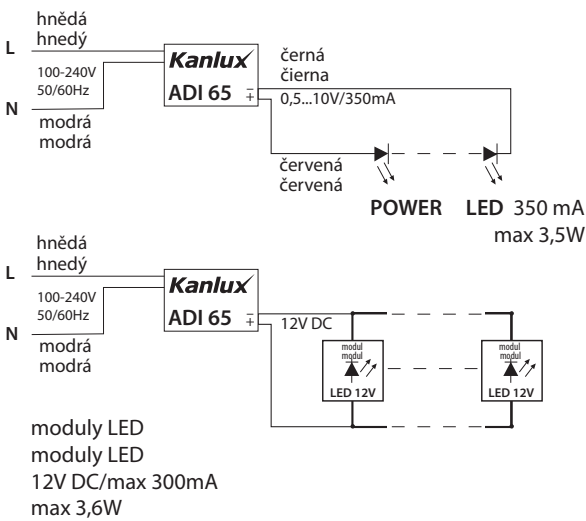 hnědá
hnedý
L
100-240V
50/60Hz
N
modrá
modrá
Kanlux
ADI 65
−
+
černá
čierna
0,5...10V/350mA
červená
červená
POWER LED 350 mA
max 3,5W
hnědá
hnedý
L
100-240V
50/60Hz
N
modrá
modrá
Kanlux
ADI 65
−
+
12V DC
modul
modul
LED 12V
modul
modul
LED 12V
moduly LED
moduly LED
12V DC/max 300mA
max 3,6W